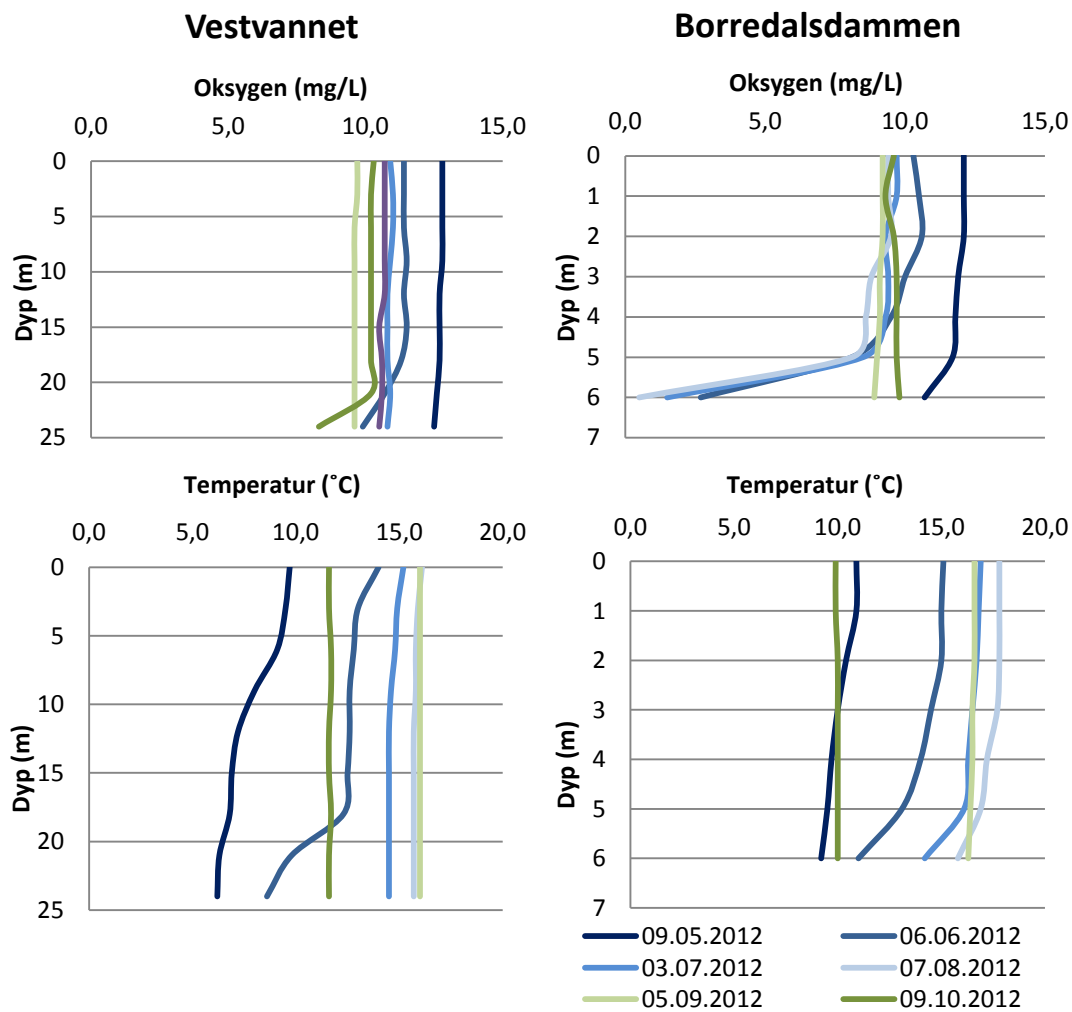 Vestvannet
Borredalsdammen
Oksygen (mg/L)
0,0 5,0 10,0 15,0
Dyp (m)
0
5
10
15
20
25
Oksygen (mg/L)
0,0 5,0 10,0 15,0
Dyp (m)
0
1
2
3
4
5
6
7
Temperatur (˚C)
0,0 5,0 10,0 15,0 20,0
Dyp (m)
0
5
10
15
20
25
Temperatur (˚C)
0,0 5,0 10,0 15,0 20,0
Dyp (m)
0
1
2
3
4
5
6
7
09.05.2012 06.06.2012
03.07.2012 07.08.2012
05.09.2012 09.10.2012